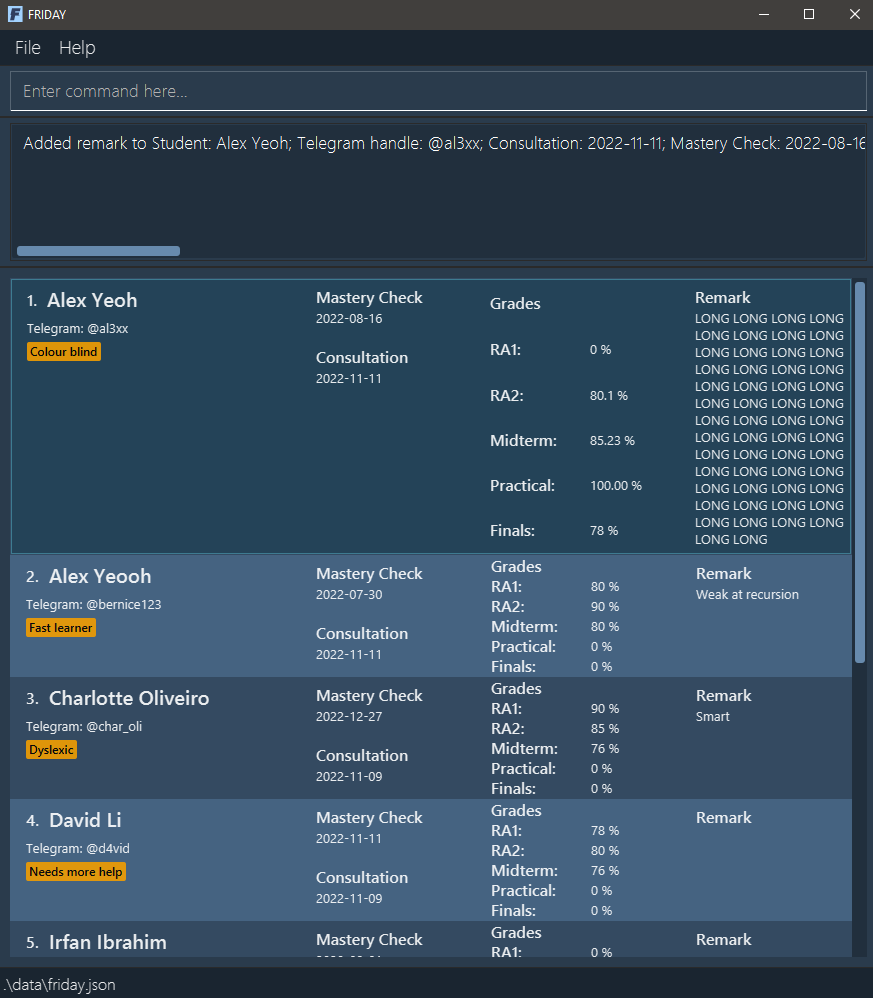 FRIDAY
File Help
Enter command here...
Added remark to Student: Alex Yeoh; Telegram handle: @al3xx; Consultation: 2022-11-11; Mastery Check: 2022-08-16
1. Alex Yeoh
Telegram: @al3xx
Colour blind
Mastery Check
2022-08-16
Consultation
2022-11-11
Grades
RA1: 0 %
RA2: 80.1 %
Midterm: 85.23 %
Practical: 100.00 %
Finals: 78 %
Remark
LONG LONG LONG LONG
LONG LONG LONG LONG
LONG LONG LONG LONG
LONG LONG LONG LONG
LONG LONG LONG LONG
LONG LONG LONG LONG
LONG LONG LONG LONG
LONG LONG LONG LONG
LONG LONG LONG LONG
LONG LONG LONG LONG
LONG LONG LONG LONG
LONG LONG LONG LONG
LONG LONG LONG LONG
LONG LONG
2. Alex Yeooh
Telegram: @bernice123
Fast learner
Mastery Check
2022-07-30
Consultation
2022-11-11
Grades
RA1: 80 %
RA2: 90 %
Midterm: 80 %
Practical: 0 %
Finals: 0 %
Remark
Weak at recursion
3. Charlotte Oliveiro
Telegram: @char_oli
Dyslexic
Mastery Check
2022-12-27
Consultation
2022-11-09
Grades
RA1: 90 %
RA2: 85 %
Midterm: 76 %
Practical: 0 %
Finals: 0 %
Remark
Smart
4. David Li
Telegram: @d4vid
Needs more help
Mastery Check
2022-11-11
Consultation
2022-11-09
Grades
RA1: 78 %
RA2: 80 %
Midterm: 76 %
Practical: 0 %
Finals: 0 %
Remark
5. Irfan Ibrahim
Mastery Check
Grades
RA1: 0 %
Remark
.\data\friday.json